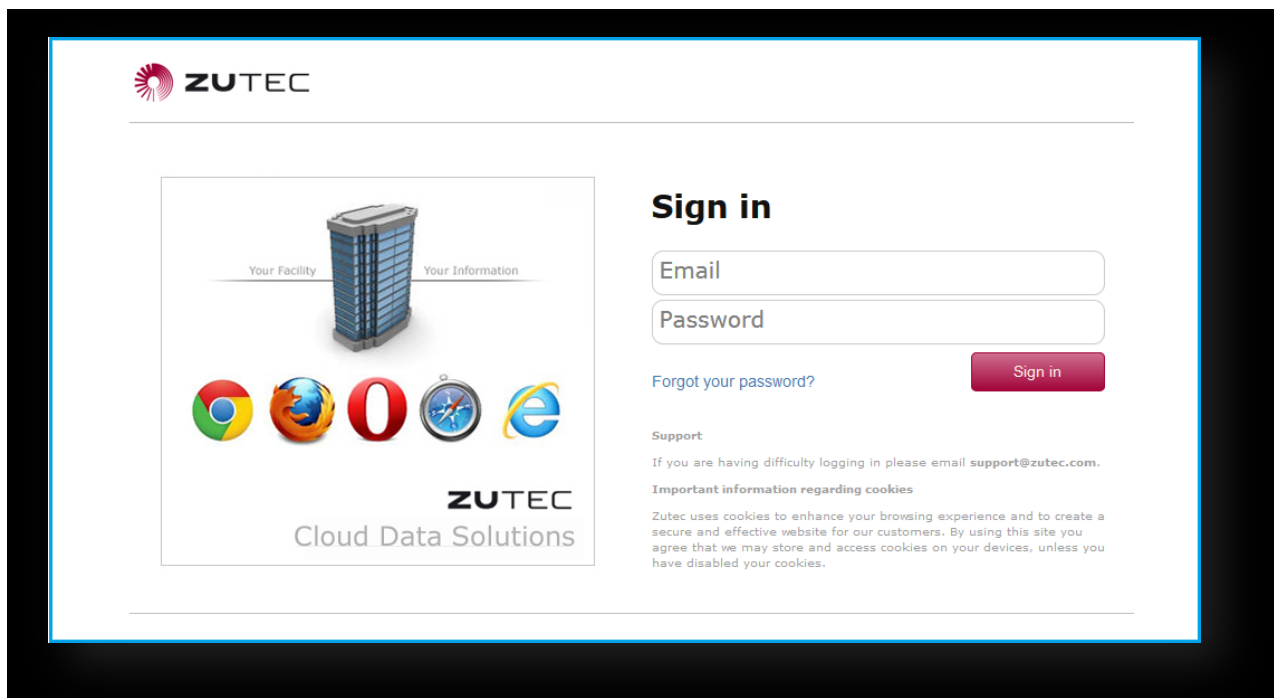 ZUTEC
Your Facility Your Information
ZUTEC
Cloud Data Solutions
Sign in
Email
Password
Forgot your password?
Sign in
Support
If you are having difficulty logging in please email support@zutec.com.
Important information regarding cookies
Zutec uses cookies to enhance your browsing experience and to create a
secure and effective website for our customers. By using this site you
agree that we may store and access cookies on your devices, unless you
have disabled your cookies.